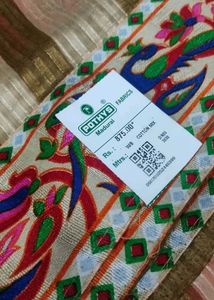 POTHYS
Madurai
FABRICS
Rs : 875.00*
Mtrs. : W/B COTTON MIX